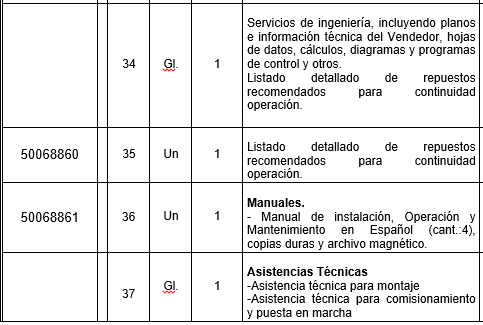 Servicios de ingeniería, incluyendo planos
e información técnica del Vendedor, hojas
de datos, cálculos, diagramas y programas
de control y otros.
34 Gl. 1
Listado detallado de repuestos
recomendados para continuidad
operación.
50068860 35 Un 1
Listado detallado de repuestos
recomendados para continuidad
operación.
50068861 36 Un 1
Manuales.
- Manual de instalación, Operación y
Mantenimiento en Español (cant.:4),
copias duras y archivo magnético.
37 Gl. 1
Asistencias Técnicas
-Asistencia técnica para montaje
-Asistencia técnica para comisionamiento
y puesta en marcha